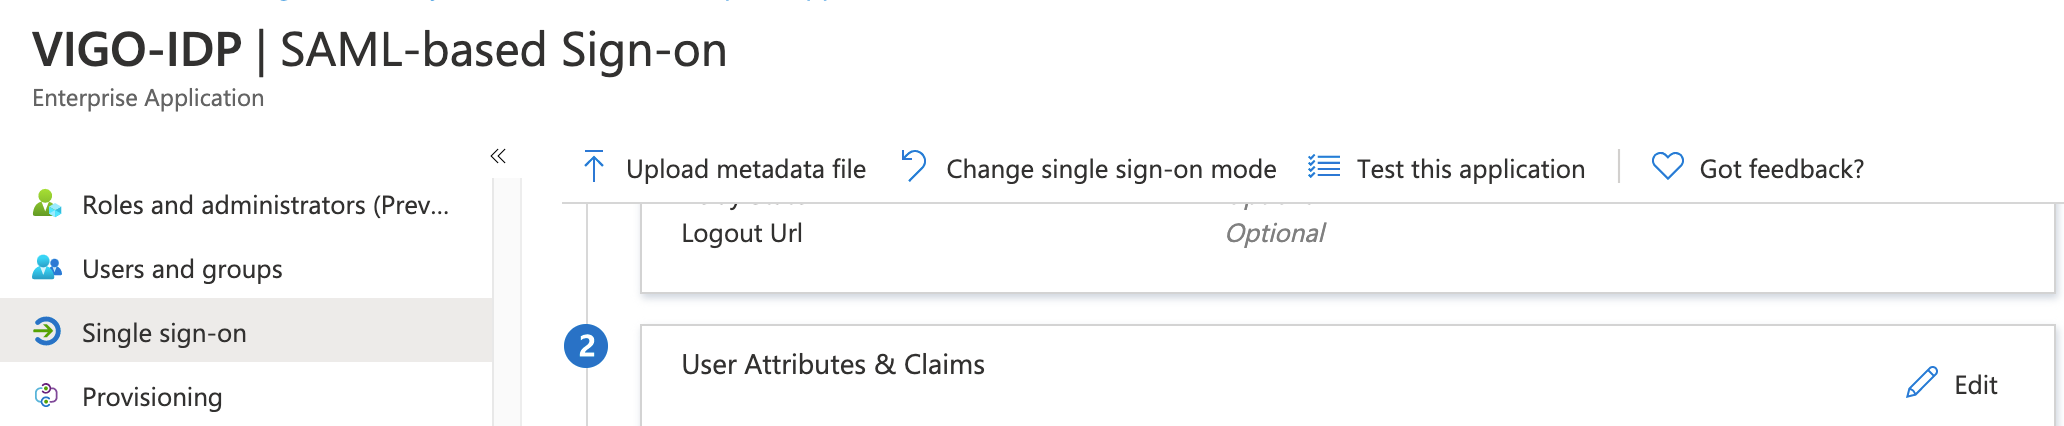 VIGO-IDP | SAML-based Sign-on
Enterprise Application
Upload metadata file
Change single sign-on mode
Test this application
Got feedback?
Roles and administrators (Prev...
Users and groups
Single sign-on
Provisioning
Logout Url
Optional
2
User Attributes & Claims
Edit